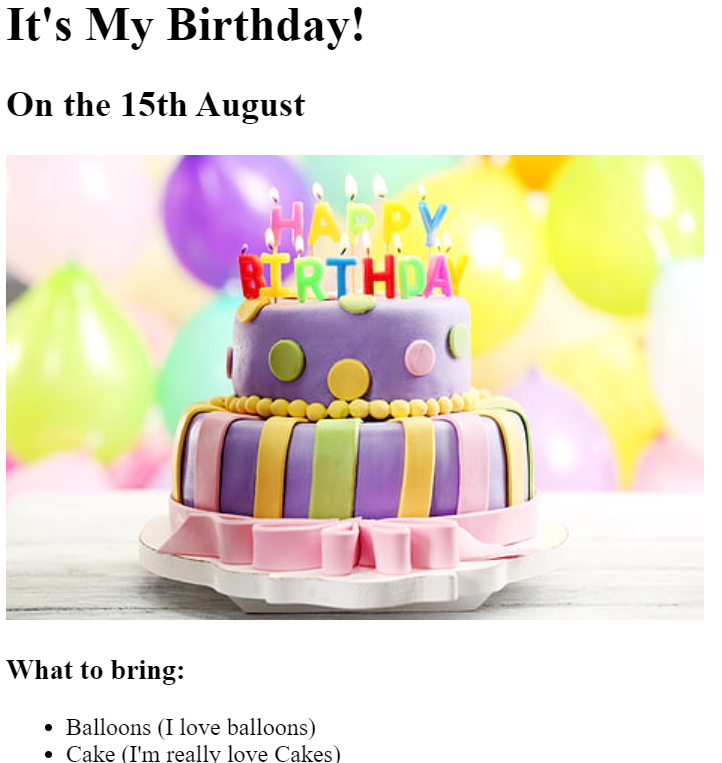 It's My Birthday!
On the 15th August
HAPPY
BIRTHDAY
What to bring:
Balloons (I love balloons)
Cake (I'm really love Cakes)